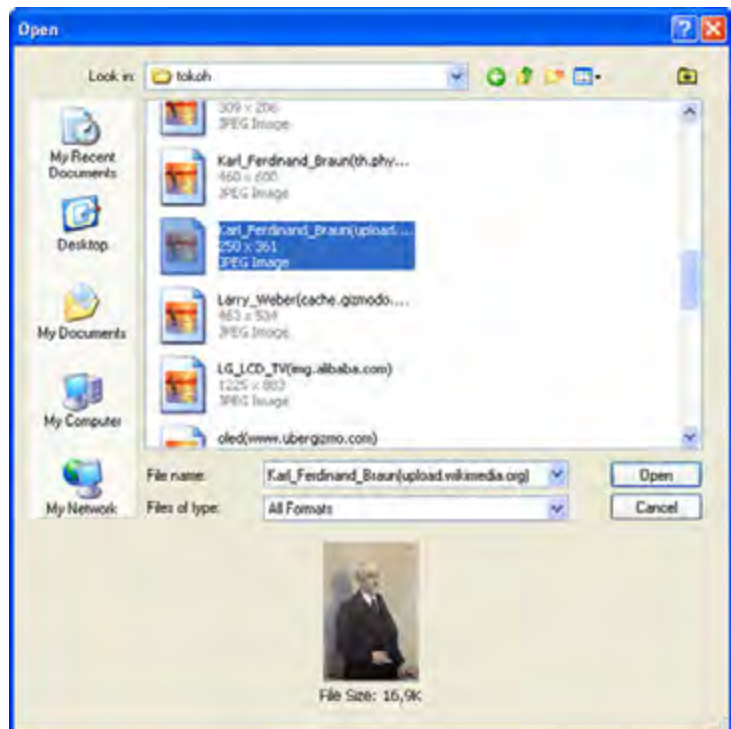 Open
Look in: tokoh
My Recent
Documents
Desktop
My Documents
My Computer
My Network
309 x 206
JPEG Image
Karl_Ferdinand_Braun(th.phy...
460 x 600
JPEG Image
Karl_Ferdinand_Braun(upload....
250 x 361
JPEG Image
Larry_Weber(cache.gizmodo....
463 x 534
JPEG Image
LG_LCD_TV(img.alibaba.com)
1225 x 883
JPEG Image
oled(www.ubergizmo.com)
File name: Karl_Ferdinand_Braun(upload.wikimedia.org) Open
Files of type: All Formats Cancel
File Size: 16,9K